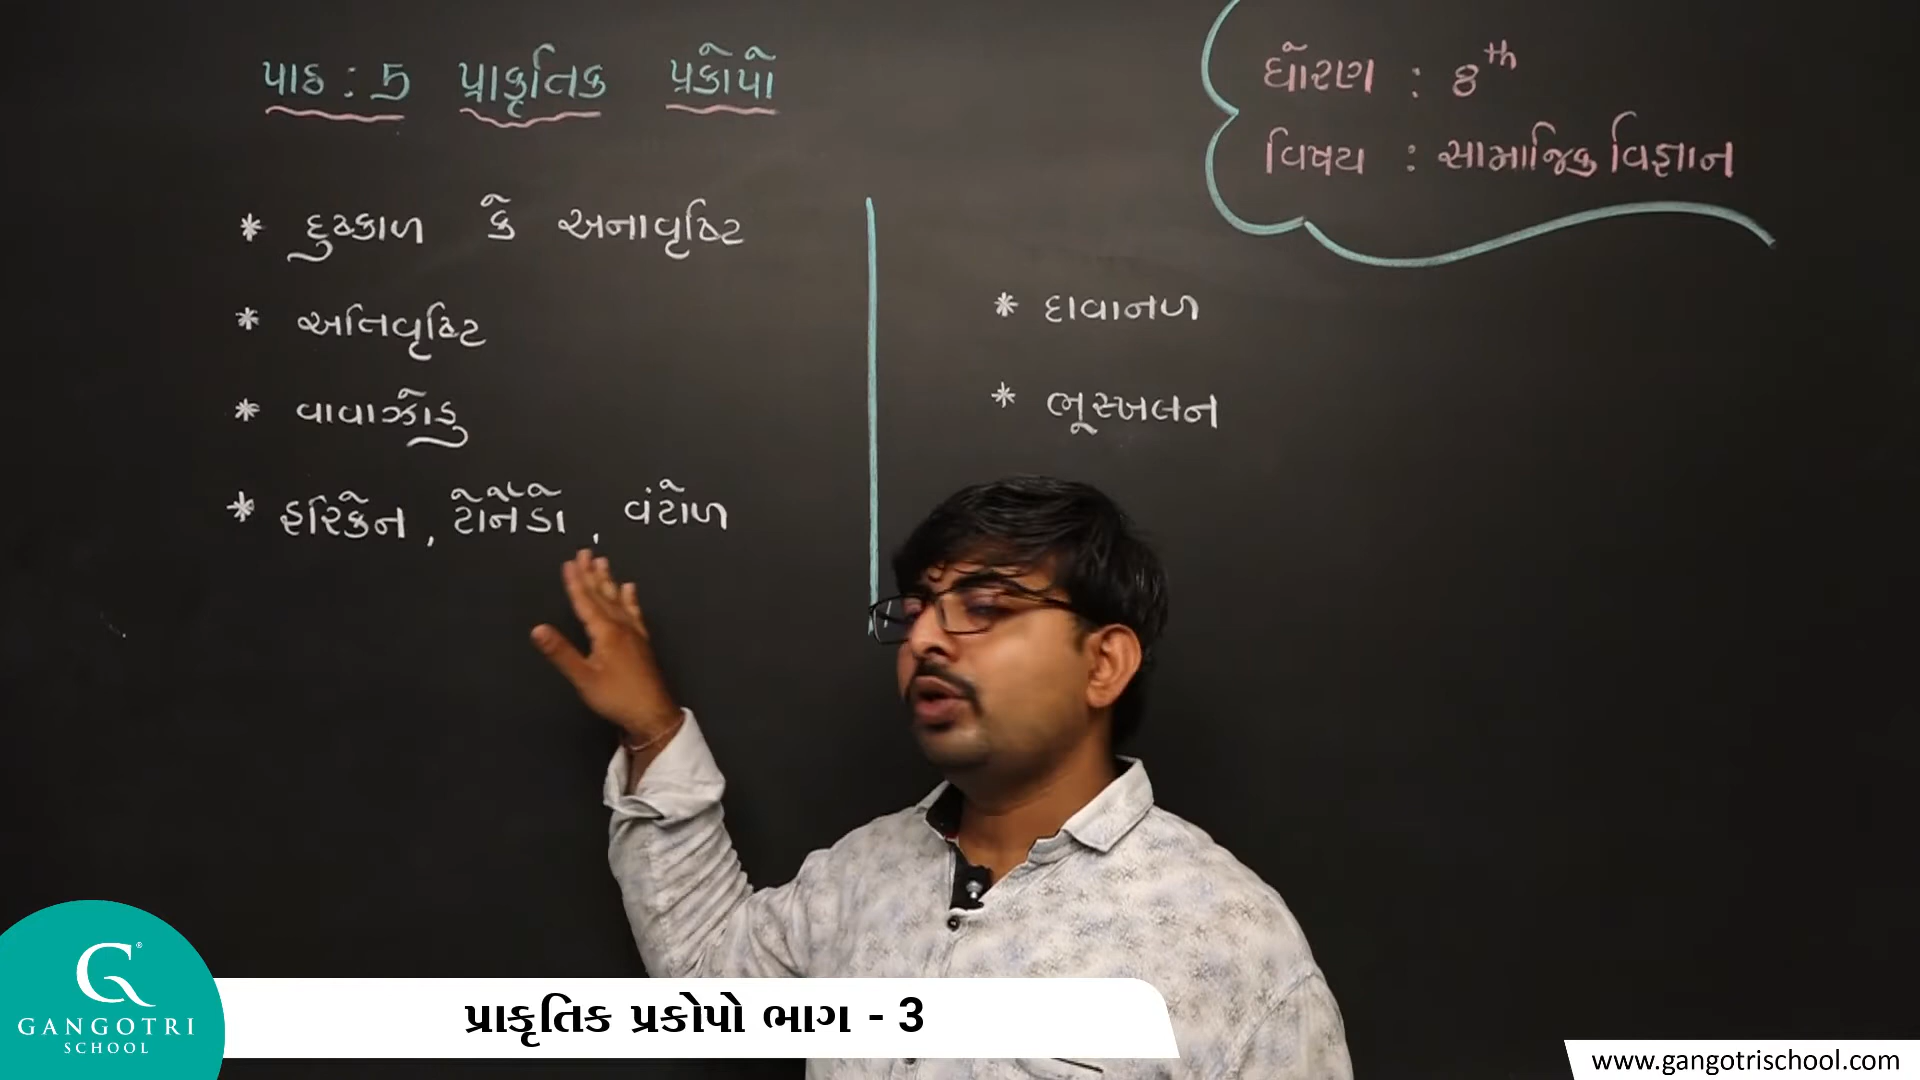 પાઠ : 5 પ્રાકૃતિક પ્રકોપો
ધોરણ : 8th
વિષય : સામાજિક વિજ્ઞાન
* દુષ્કાળ કે અનાવૃષ્ટિ
* અતિવૃષ્ટિ
* વાવાઝોડુ
* હરિકેન , ટોર્નેડો , વંટોળ
* દાવાનળ
* ભૂસ્ખલન
GANGOTRI
SCHOOL
પ્રાકૃતિક પ્રકોપો ભાગ - 3
www.gangotrischool.com